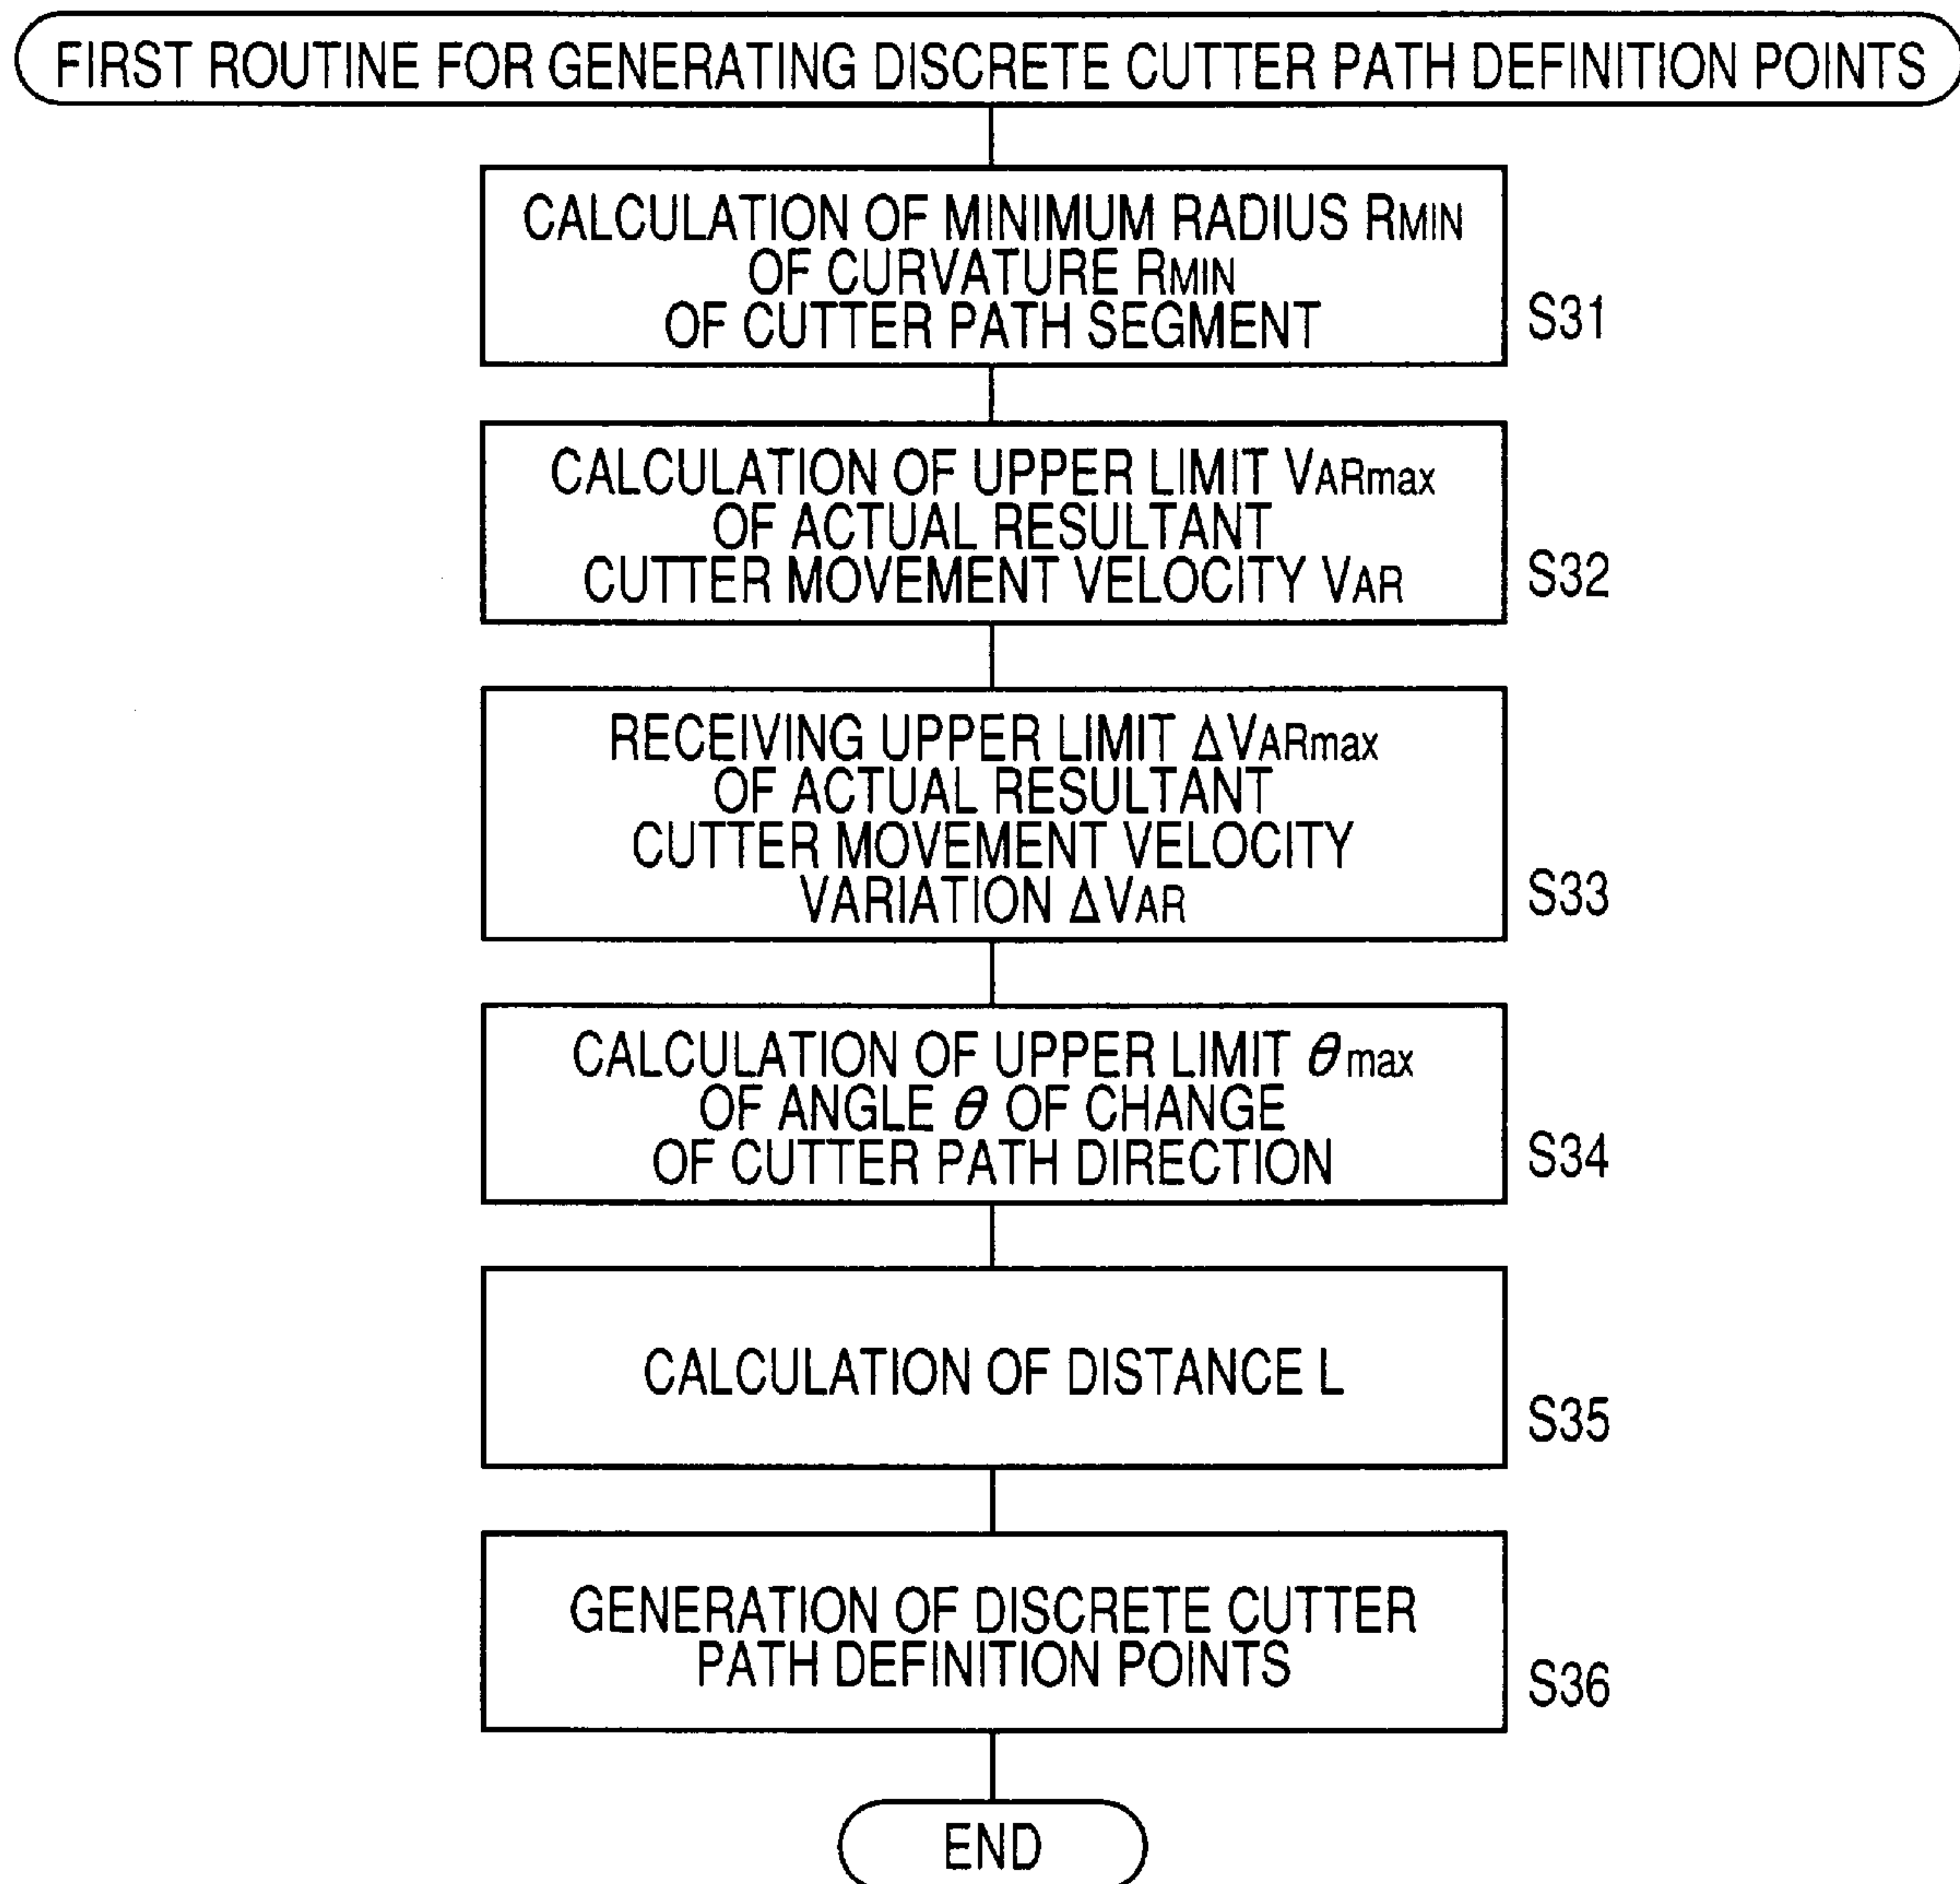 FIRST ROUTINE FOR GENERATING DISCRETE CUTTER PATH DEFINITION POINTS
CALCULATION OF MINIMUM RADIUS RMIN
OF CURVATURE RMIN
OF CUTTER PATH SEGMENT
S31
CALCULATION OF UPPER LIMIT VARmax
OF ACTUAL RESULTANT
CUTTER MOVEMENT VELOCITY VAR
S32
RECEIVING UPPER LIMIT ΔVARmax
OF ACTUAL RESULTANT
CUTTER MOVEMENT VELOCITY
VARIATION ΔVAR
S33
CALCULATION OF UPPER LIMIT θmax
OF ANGLE θ OF CHANGE
OF CUTTER PATH DIRECTION
S34
CALCULATION OF DISTANCE L
S35
GENERATION OF DISCRETE CUTTER
PATH DEFINITION POINTS
S36
END